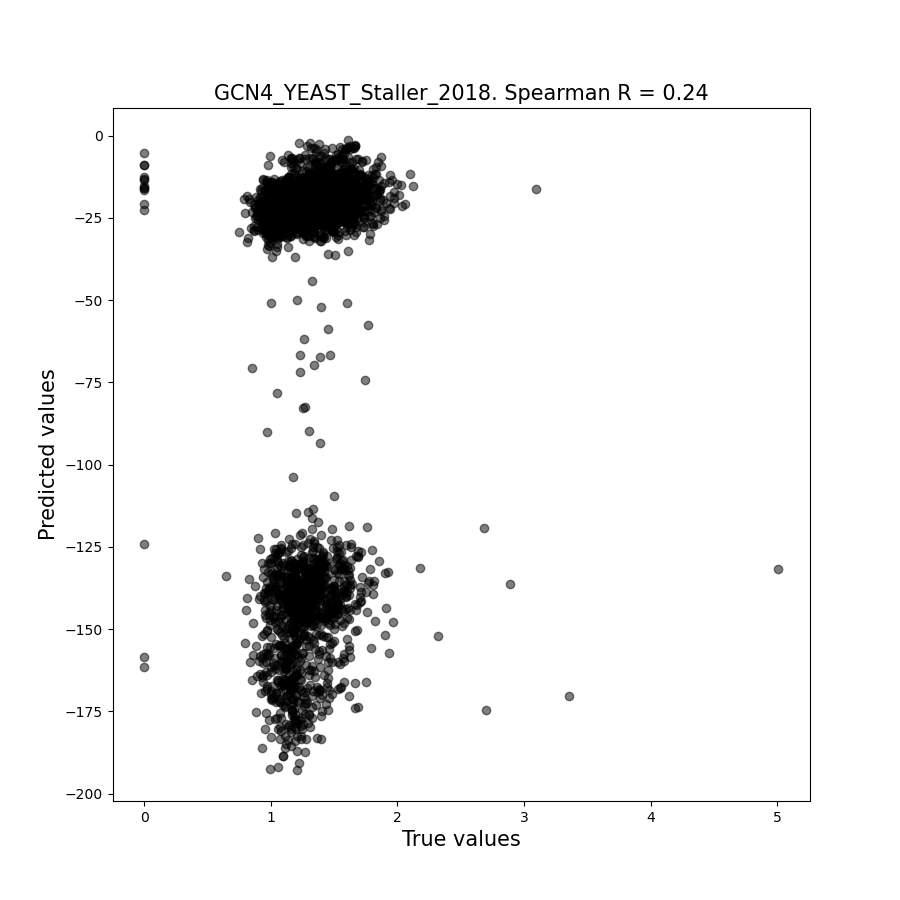 GCN4_YEAST_Staller_2018. Spearman R = 0.24
0
−25
−50
−75
−100
−125
−150
−175
−200
Predicted values
0 1 2 3 4 5
True values